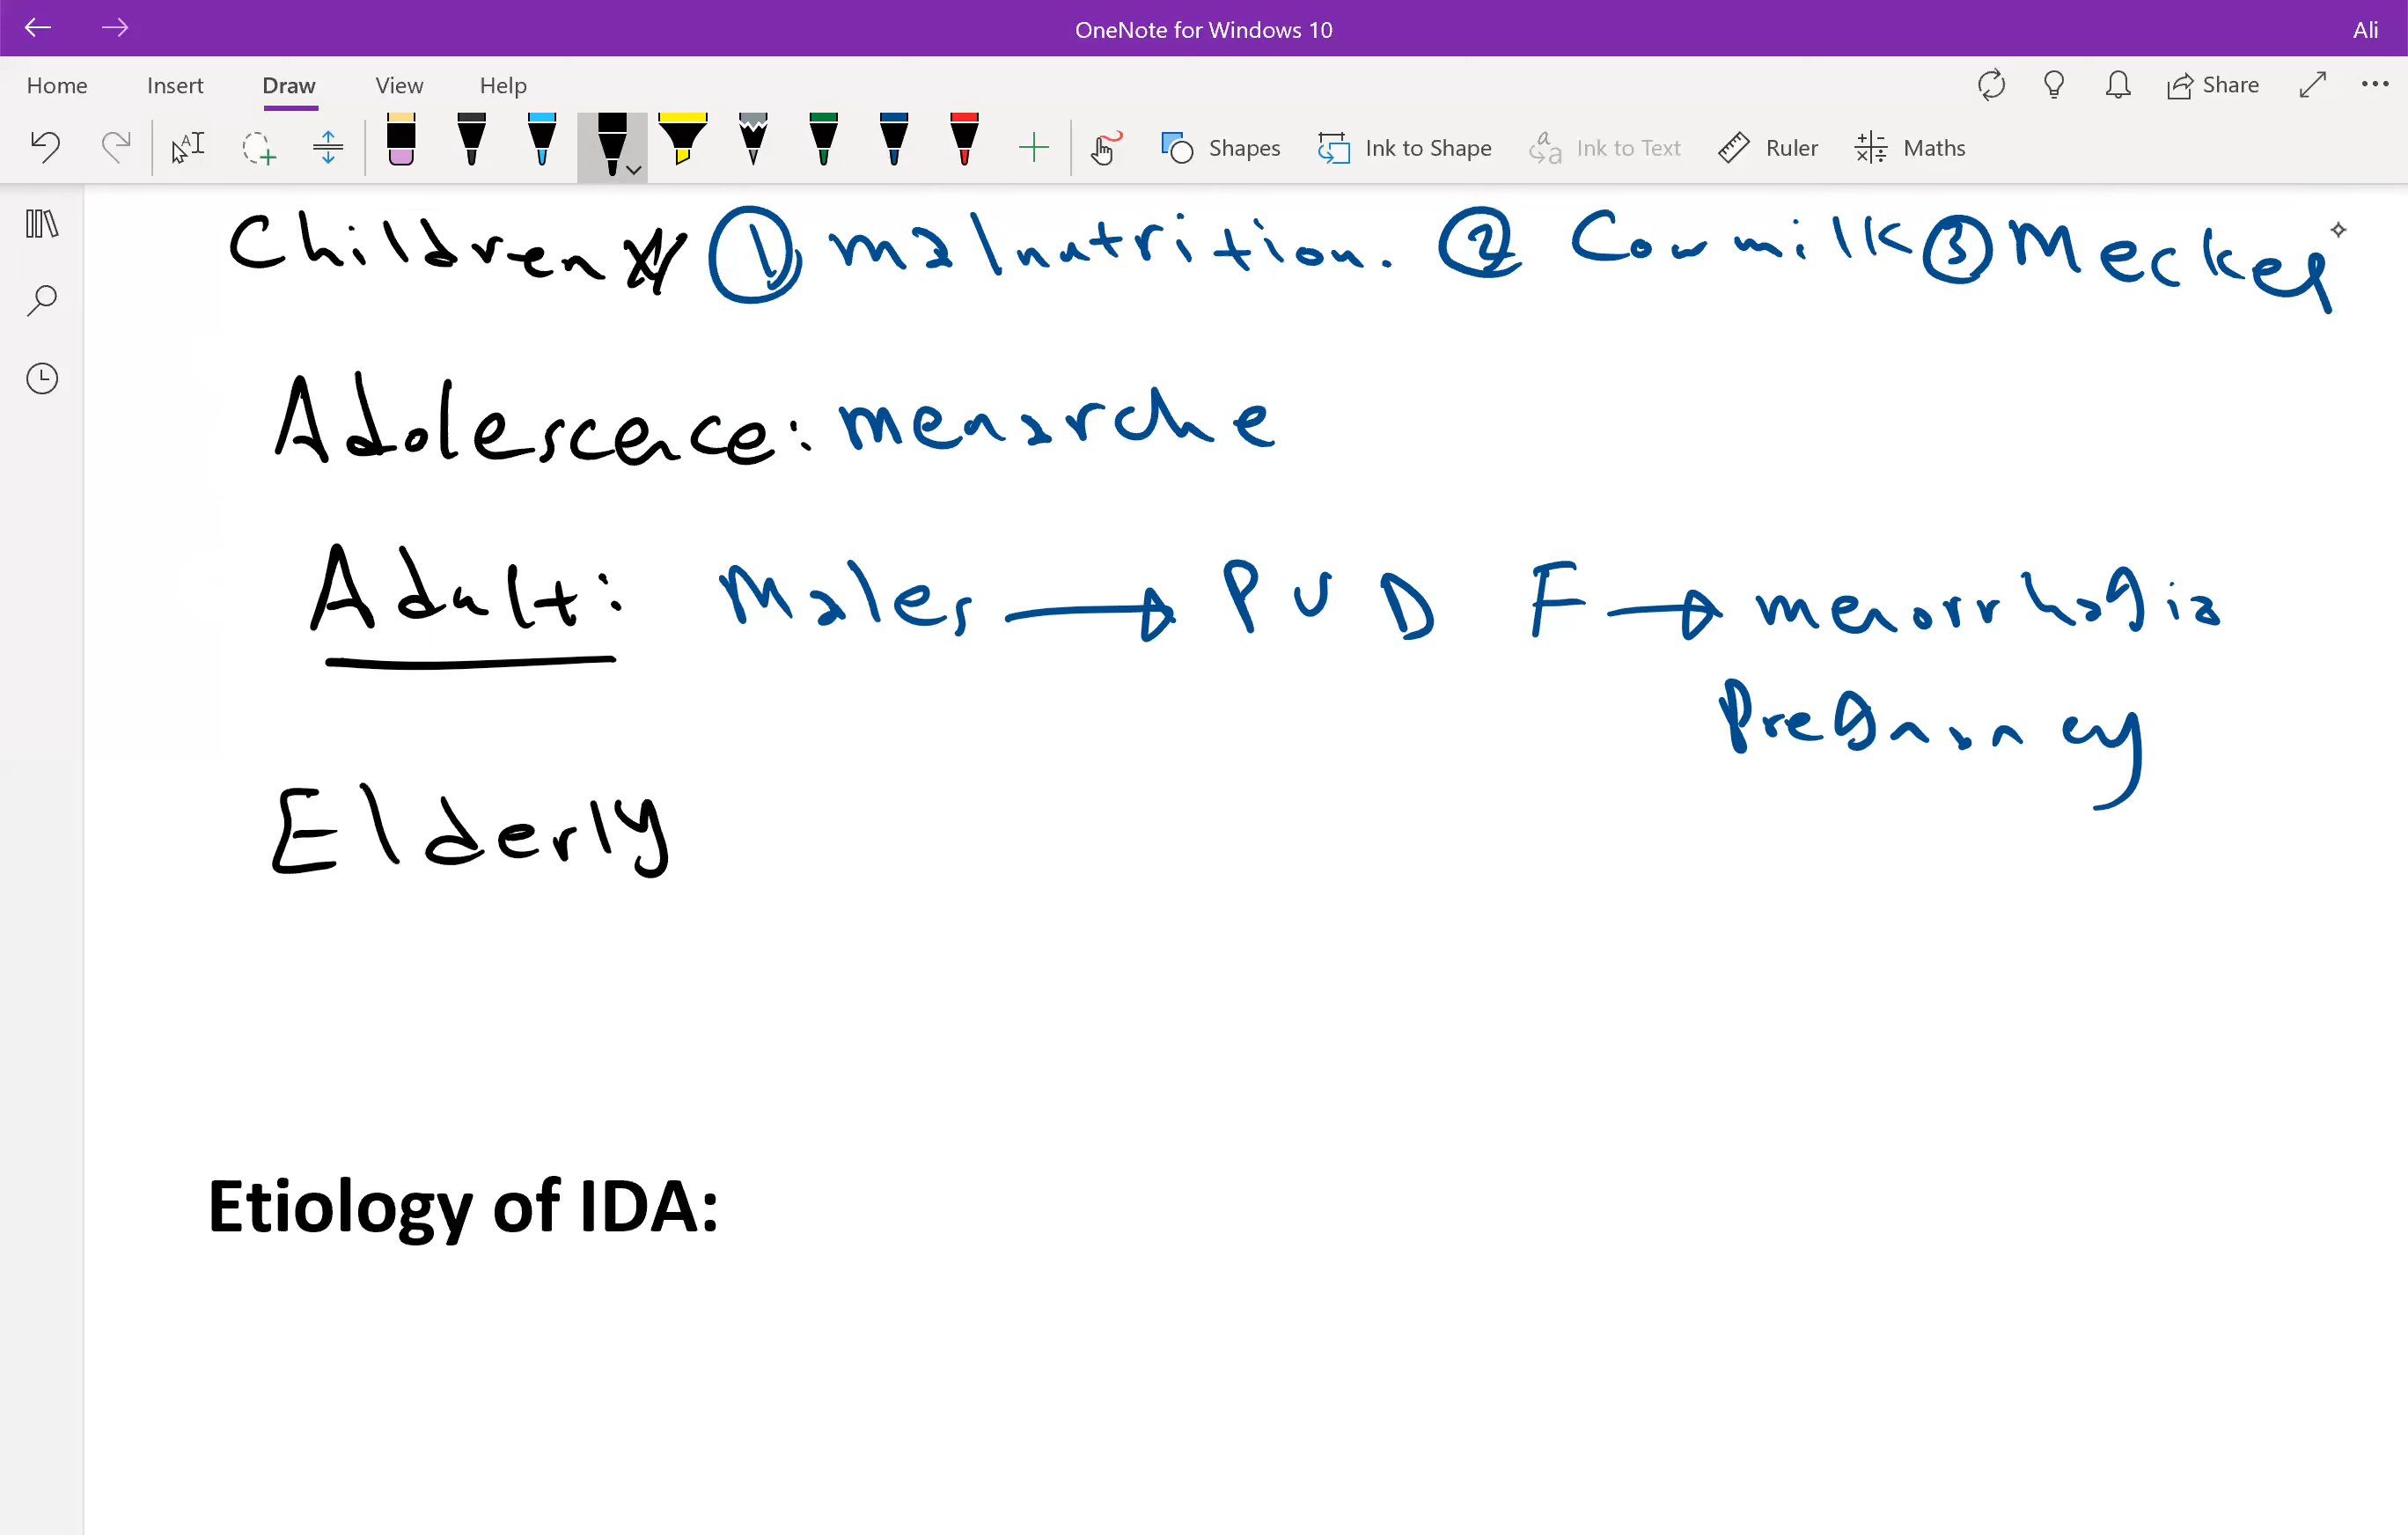 OneNote for Windows 10 Ali
Home Insert Draw View Help Share
Shapes Ink to Shape Ink to Text Ruler Maths
Children ① malnutrition. ② Cow milk ③ Meckel
Adolescence: menarche
Adult: Males → PUD F → menorrhagia
Pregnancy
Elderly
Etiology of IDA: